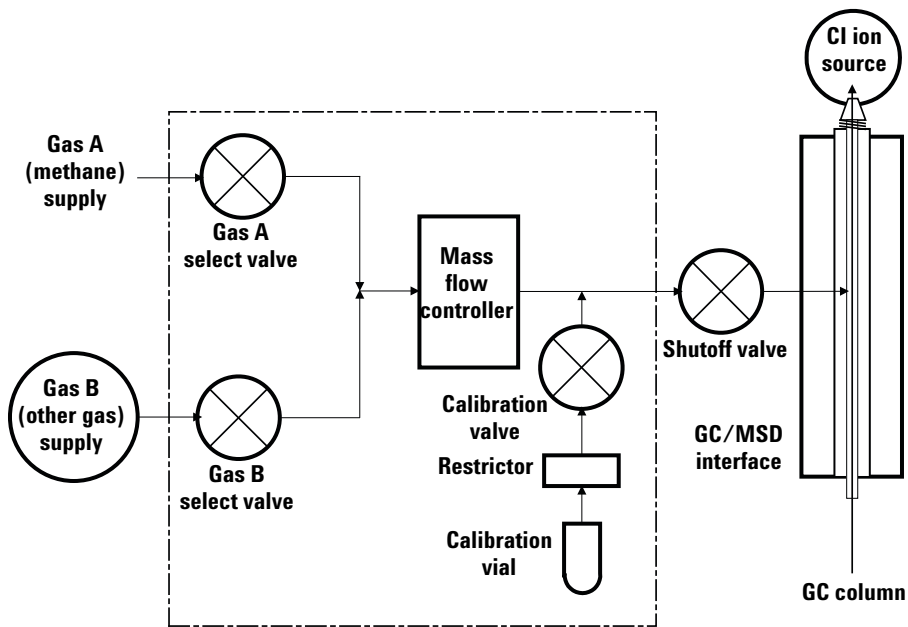 CI ion
source
Gas A
(methane)
supply
Gas A
select valve
Mass
flow
controller
Shutoff valve
Gas B
(other gas)
supply
Gas B
select valve
Calibration
valve
Restrictor
Calibration
vial
GC/MSD
interface
GC column